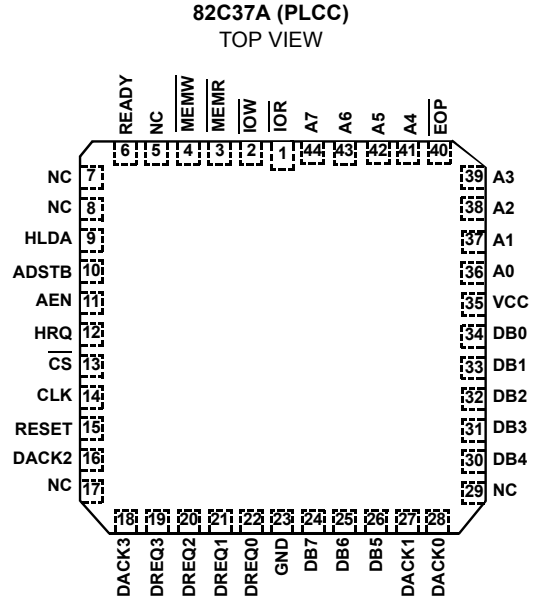 82C37A (PLCC)
TOP VIEW
READY NC MEMW MEMR IOW IOR A7 A6 A5 A4 EOP
6 5 4 3 2 1 44 43 42 41 40
NC 7 39 A3
NC 8 38 A2
HLDA 9 37 A1
ADSTB 10 36 A0
AEN 11 35 VCC
HRQ 12 34 DB0
CS 13 33 DB1
CLK 14 32 DB2
RESET 15 31 DB3
DACK2 16 30 DB4
NC 17 29 NC
18 19 20 21 22 23 24 25 26 27 28
DACK3 DREQ3 DREQ2 DREQ1 DREQ0 GND DB7 DB6 DB5 DACK1 DACK0